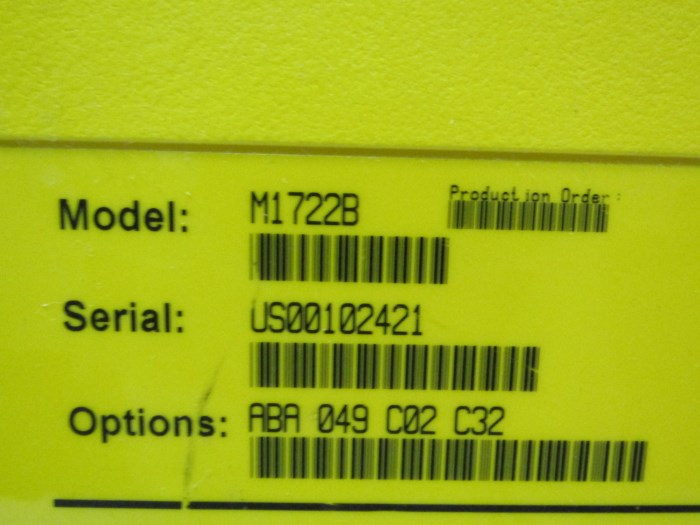 Model: M1722B
Production Order:
Serial: US00102421
Options: ABA 049 C02 C32